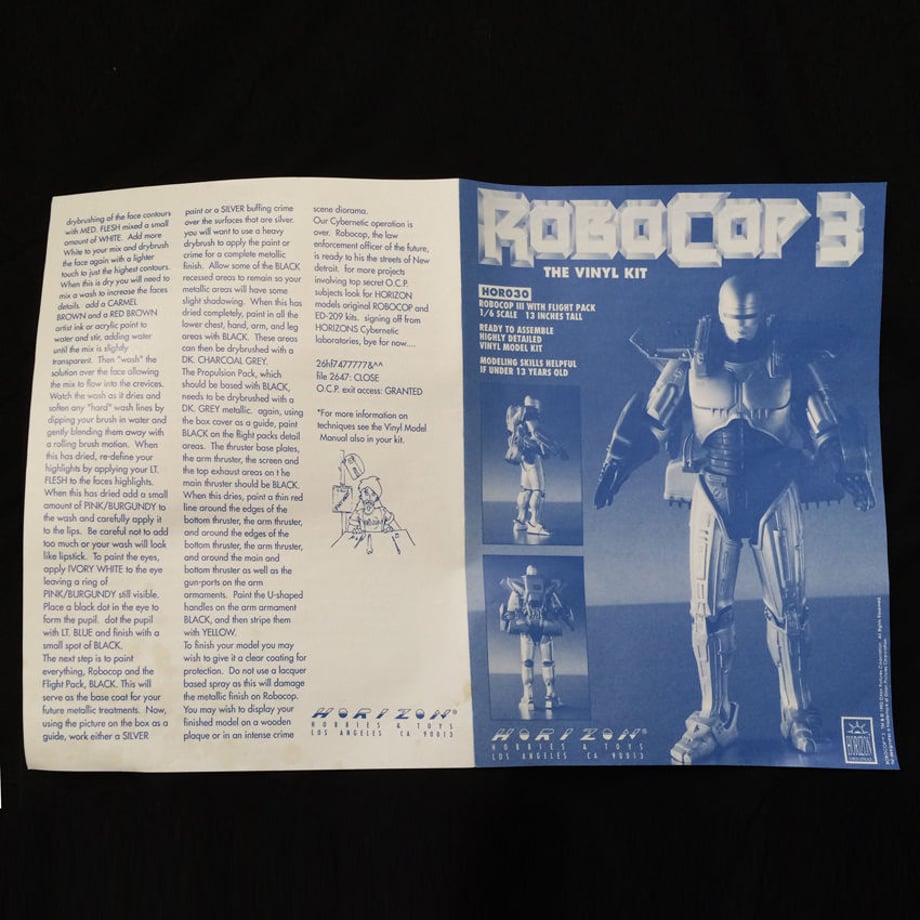 drybrushing of the face contours
with MED. FLESH mixed a small
amount of WHITE. Add more
White to your mix and drybrush
the face again with a lighter
touch to just the highest contours.
When this is dry you will need to
mix a wash to increase the faces
details. add a CARMEL
BROWN and a RED BROWN
artist ink or acrylic paint to
water and stir, adding water
until the mix is slightly
transparent. Then "wash" the
solution over the face allowing
the mix to flow into the crevices.
Watch the wash as it dries and
soften any "hard" wash lines by
dipping your brush in water and
gently blending them away with
a rolling brush motion. When
this has dried, re-define your
highlights by applying your LT.
FLESH to the faces highlights.
When this has dried add a small
amount of PINK/BURGUNDY to
the wash and carefully apply it
to the lips. Be careful not to add
too much or your wash will look
like lipstick. To paint the eyes,
apply IVORY WHITE to the eye
leaving a ring of
PINK/BURGUNDY still visible.
Place a black dot in the eye to
form the pupil. dot the pupil
with LT. BLUE and finish with a
small spot of BLACK.
The next step is to paint
everything, Robocop and the
Flight Pack, BLACK. This will
serve as the base coat for your
future metallic treatments. Now,
using the picture on the box as a
guide, work either a SILVER
paint or a SILVER buffing crime
over the surfaces that are silver.
you will want to use a heavy
drybrush to apply the paint or
crime for a complete metallic
finish. Allow some of the BLACK
recessed areas to remain so your
metallic areas will have some
slight shadowing. When this has
dried completely, paint in all the
lower chest, hand, arm, and leg
areas with BLACK. These areas
can then be drybrushed with a
DK. CHARCOAL GREY.
The Propulsion Pack, which
should be based with BLACK,
needs to be drybrushed with a
DK. GREY metallic. again, using
the box cover as a guide, paint
BLACK on the flight packs detail
areas. The thruster base plates,
the arm thruster, the screen and
the top exhaust areas on t he
main thruster should be BLACK.
When this dries, paint a thin red
line around the edges of the
bottom thruster, the arm thruster,
and around the edges of the
bottom thruster, the arm thruster,
and around the main and
bottom thruster as well as the
gun-ports on the arm
armaments. Paint the U-shaped
handles on the arm armament
BLACK, and then stripe them
with YELLOW.
To finish your model you may
wish to give it a clear coating for
protection. Do not use a lacquer
based spray as this will damage
the metallic finish on Robocop.
You may wish to display your
finished model on a wooden
plaque or in an intense crime
scene diorama.
Our Cybernetic operation is
over. Robocop, the law
enforcement officer of the future,
is ready to his the streets of New
detroit. for more projects
involving top secret O.C.P.
subjects look for HORIZON
models original ROBOCOP and
ED-209 kits. signing off from
HORIZONS Cybernetic
laboratories, bye for now....
26hf7477777&^^
file 2647: CLOSE
O.C.P. exit access: GRANTED
*For more information on
techniques see the Vinyl Model
Manual also in your kit.
HORIZON®
HOBBIES & TOYS
LOS ANGELES CA 90013
ROBOCOP 3
THE VINYL KIT
HOR030
ROBOCOP III WITH FLIGHT PACK
1/6 SCALE 13 INCHES TALL
READY TO ASSEMBLE
HIGHLY DETAILED
VINYL MODEL KIT
MODELING SKILLS HELPFUL
IF UNDER 13 YEARS OLD
HORIZON®
HOBBIES & TOYS
LOS ANGELES CA 90013
HORIZON